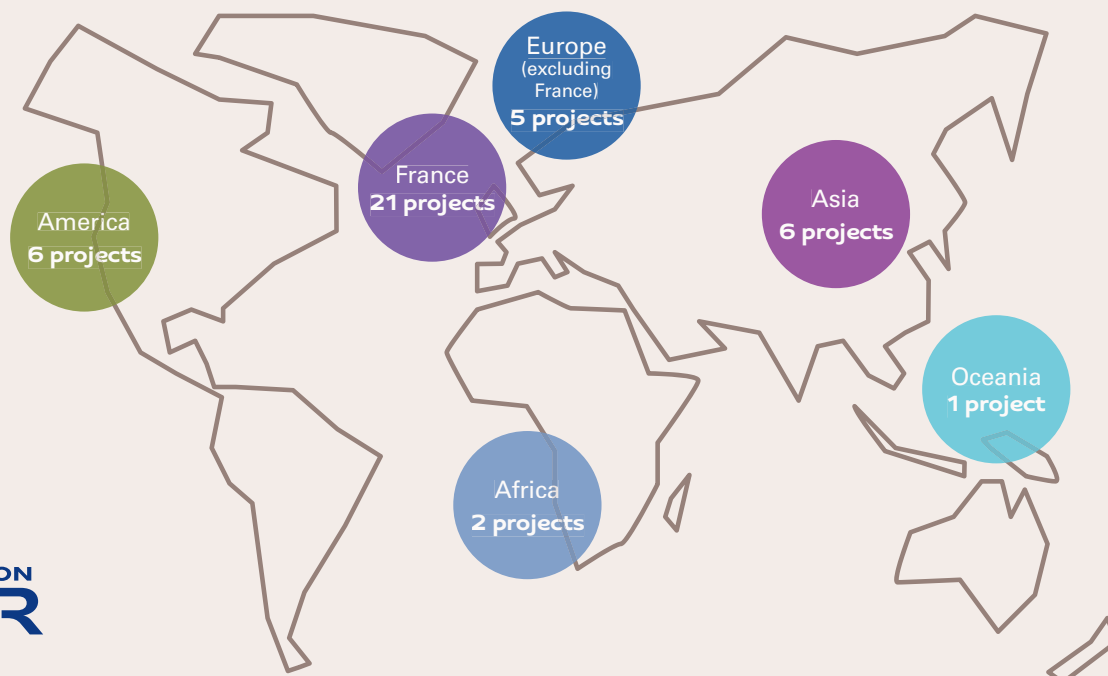 Europe
(excluding
France)
5 projects
France
21 projects
America
6 projects
Asia
6 projects
Oceania
1 project
Africa
2 projects